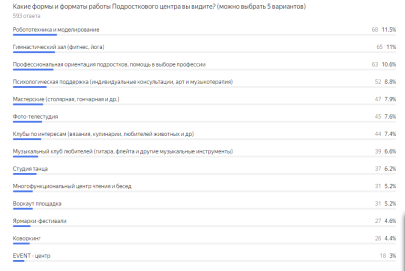 Какие формы и форматы работы Подросткового центра вы видите? (можно выбрать 5 вариантов)
593 ответа
Робототехника и моделирование 68 11.5%
Гимнастический зал (фитнес, йога) 65 11%
Профессиональная ориентация подростков, помощь в выборе профессии 63 10.6%
Психологическая поддержка (индивидуальные консультации, арт и музыкотерапия) 52 8.8%
Мастерские (столярная, гончарная и др.) 47 7.9%
Фото-телестудия 45 7.6%
Клубы по интересам (вязания, кулинарии, любителей животных и др) 44 7.4%
Музыкальный клуб любителей (гитара, флейта и другие музыкальные инструменты) 39 6.6%
Студия танца 37 6.2%
Многофункциональный центр чтения и бесед 31 5.2%
Воркаут площадка 31 5.2%
Ярмарки-фестивали 27 4.6%
Коворкинг 26 4.4%
EVENT - центр 18 3%